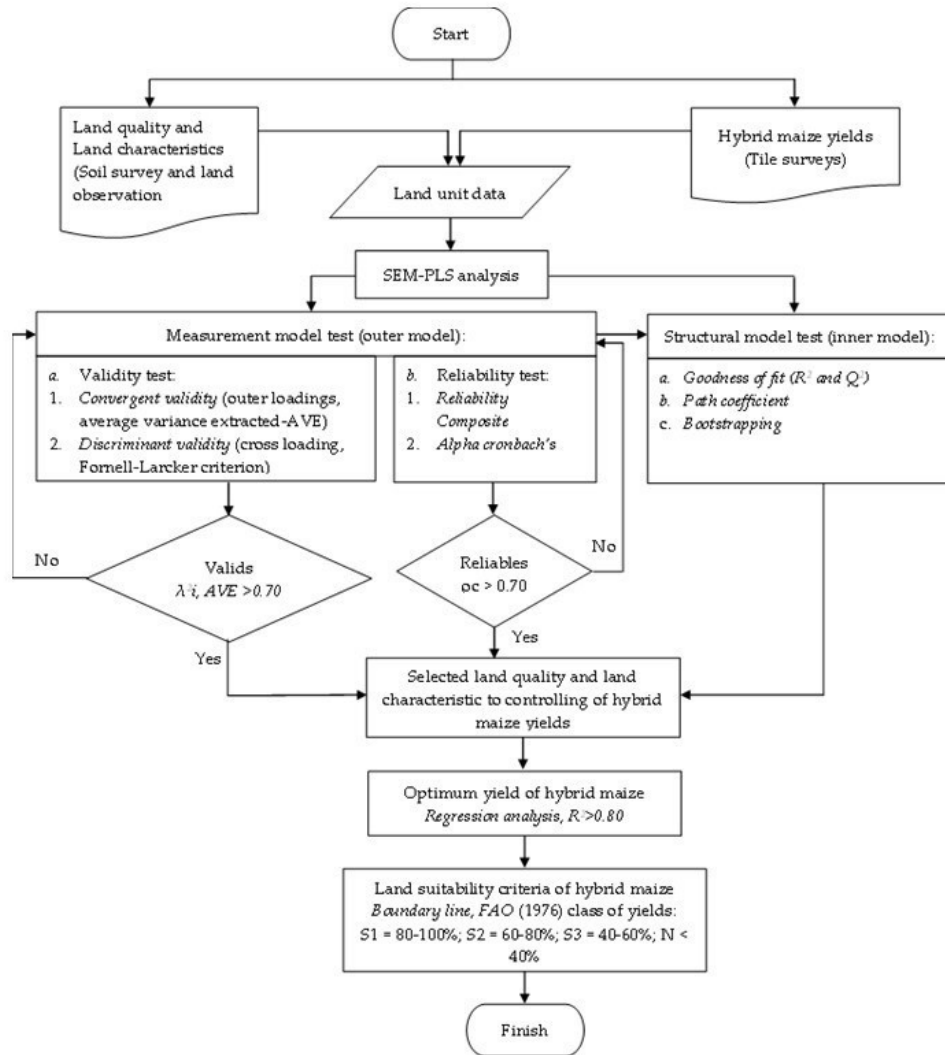 Start
Land quality and
Land characteristics
(Soil survey and land
observation
Hybrid maize yields
(Tile surveys)
Land unit data
SEM-PLS analysis
Measurement model test (outer model):
a. Validity test:
1. Convergent validity (outer loadings,
average variance extracted-AVE)
2. Discriminant validity (cross loading,
Fornell-Larcker criterion)
b. Reliability test:
1. Reliability
Composite
2. Alpha cronbach's
Structural model test (inner model):
a. Goodness of fit (R² and Q²)
b. Path coefficient
c. Bootstrapping
No
Valids
λ²i, AVE >0.70
Yes
Reliables
øc > 0.70
No
Yes
Selected land quality and land
characteristic to controlling of hybrid
maize yields
Optimum yield of hybrid maize
Regression analysis, R²>0.80
Land suitability criteria of hybrid maize
Boundary line, FAO (1976) class of yields:
S1 = 80-100%; S2 = 60-80%; S3 = 40-60%; N <
40%
Finish